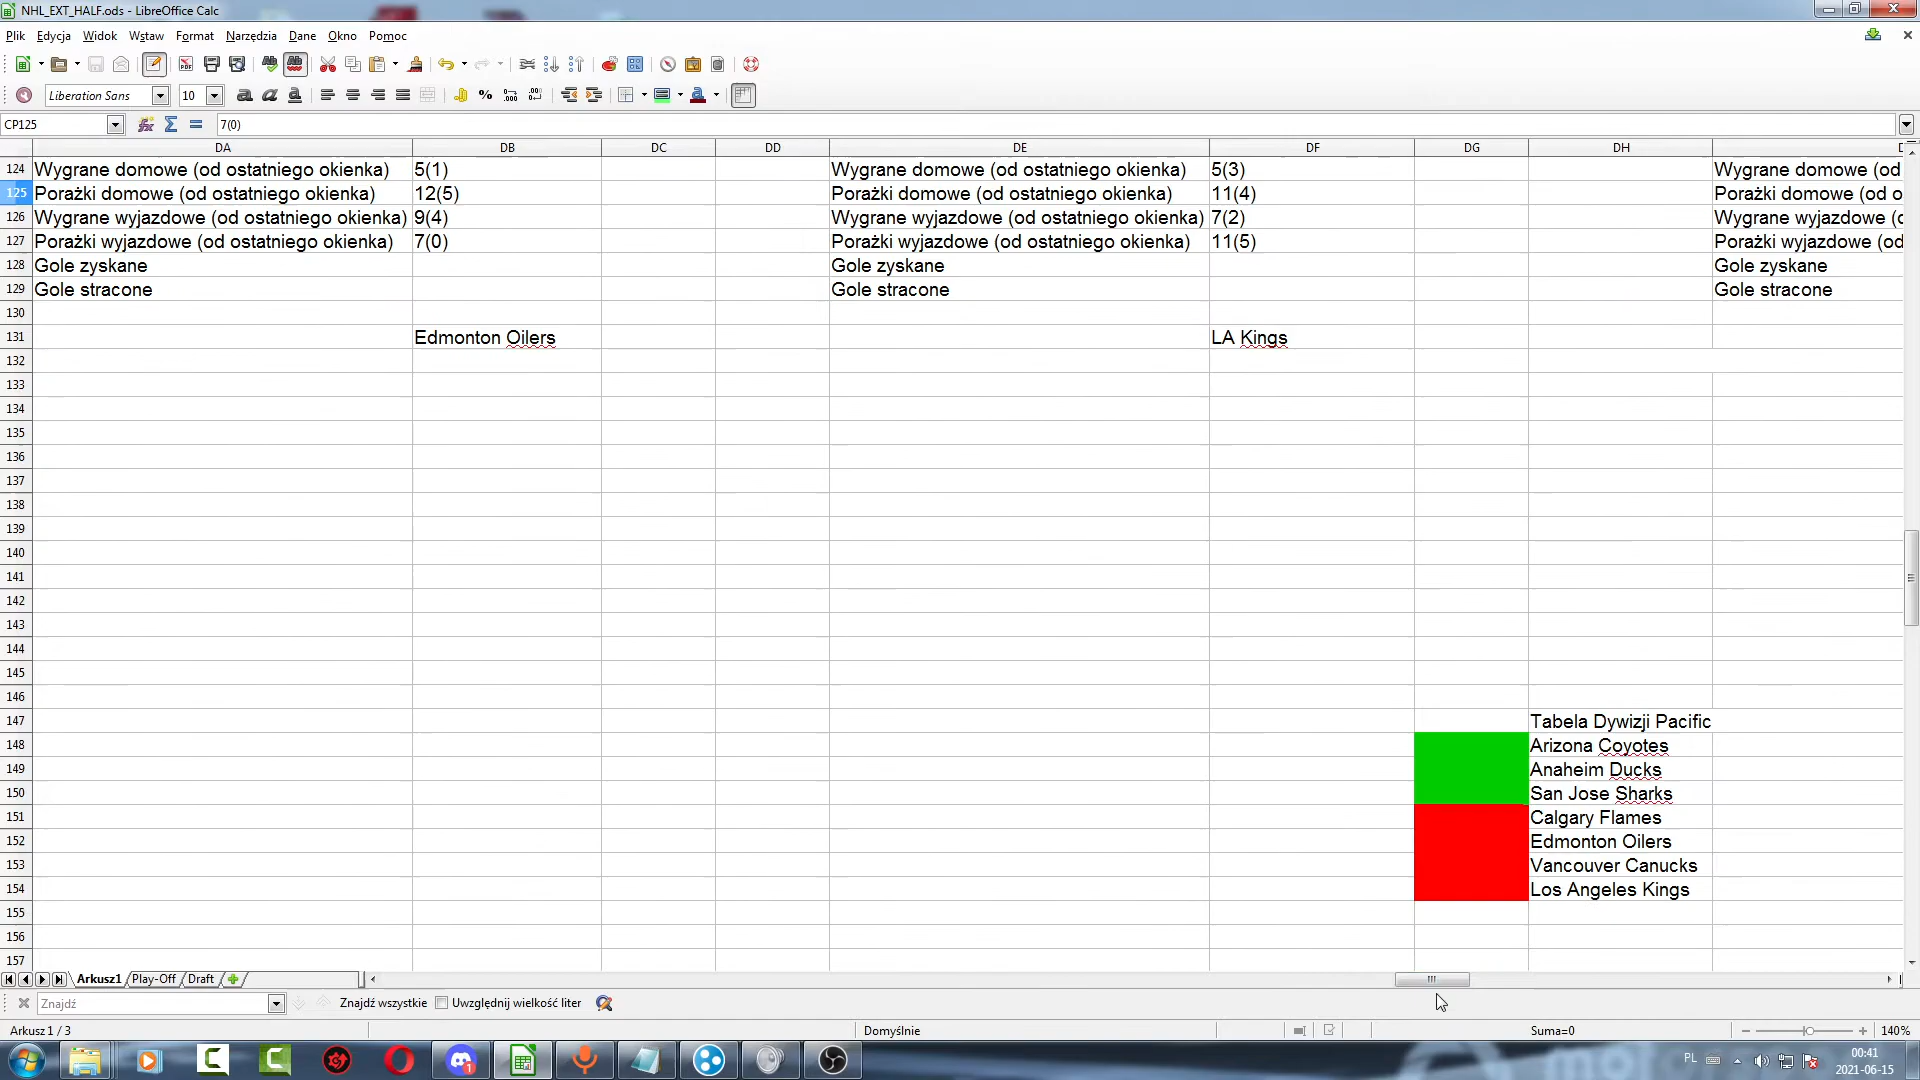 NHL_EXT_HALF.ods - LibreOffice Calc
Plik Edycja Widok Wstaw Format Narzędzia Dane Okno Pomoc
Liberation Sans 10
CP125 7(0)
DA DB DC DD DE DF DG DH
124 Wygrane domowe (od ostatniego okienka) 5(1) Wygrane domowe (od ostatniego okienka) 5(3) Wygrane domowe (od
125 Porażki domowe (od ostatniego okienka) 12(5) Porażki domowe (od ostatniego okienka) 11(4) Porażki domowe (od o
126 Wygrane wyjazdowe (od ostatniego okienka) 9(4) Wygrane wyjazdowe (od ostatniego okienka) 7(2) Wygrane wyjazdowe (
127 Porażki wyjazdowe (od ostatniego okienka) 7(0) Porażki wyjazdowe (od ostatniego okienka) 11(5) Porażki wyjazdowe (od
128 Gole zyskane Gole zyskane Gole zyskane
129 Gole stracone Gole stracone Gole stracone
130
131 Edmonton Oilers LA Kings
132
133
134
135
136
137
138
139
140
141
142
143
144
145
146
147 Tabela Dywizji Pacific
148 Arizona Coyotes
149 Anaheim Ducks
150 San Jose Sharks
151 Calgary Flames
152 Edmonton Oilers
153 Vancouver Canucks
154 Los Angeles Kings
155
156
157
Arkusz1 Play-Off Draft
Znajdź Znajdź wszystkie Uwzględnij wielkość liter
Arkusz 1 / 3 Domyślnie Suma=0 140%
PL 00:41
2021-06-15